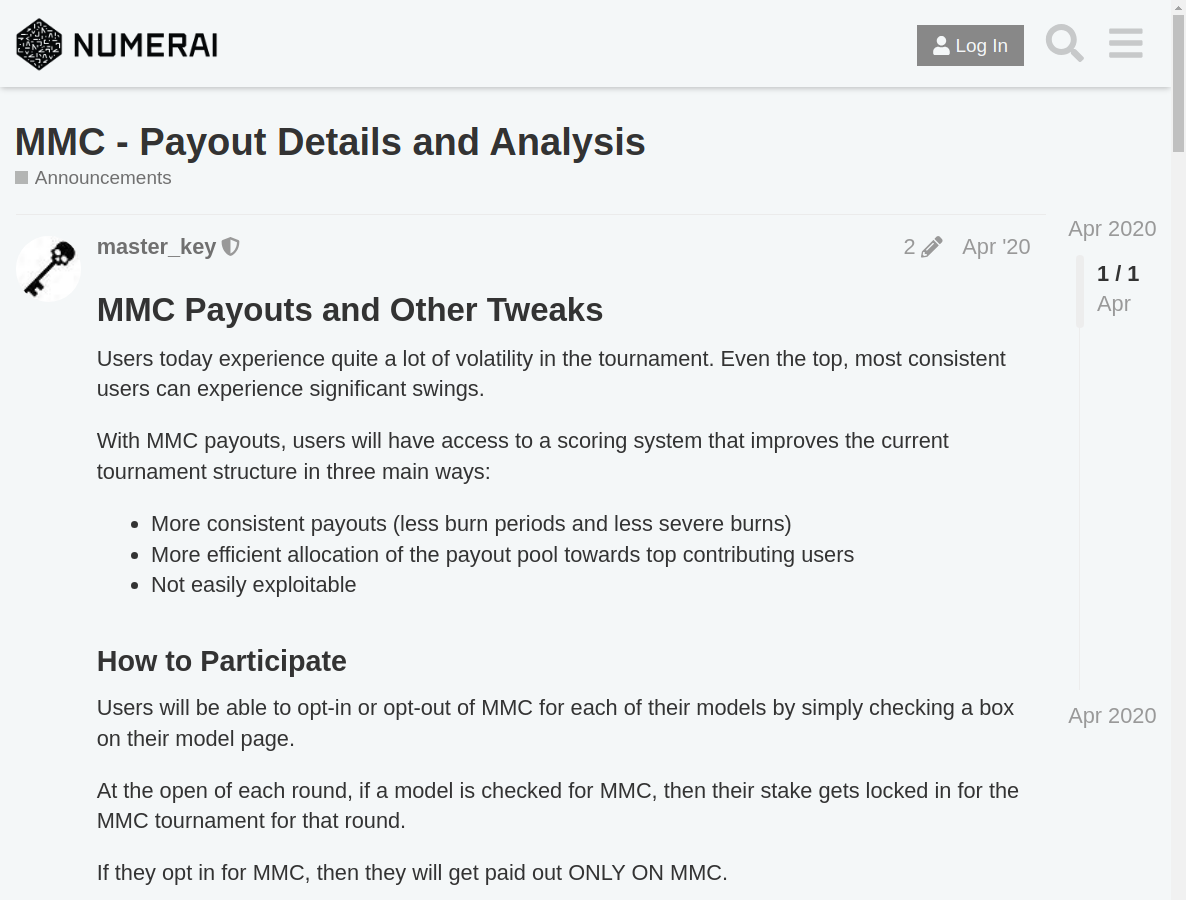 NUMERAI
Log In
MMC - Payout Details and Analysis
Announcements
master_key
2
Apr '20
Apr 2020
1 / 1
Apr
MMC Payouts and Other Tweaks
Users today experience quite a lot of volatility in the tournament. Even the top, most consistent
users can experience significant swings.
With MMC payouts, users will have access to a scoring system that improves the current
tournament structure in three main ways:
More consistent payouts (less burn periods and less severe burns)
More efficient allocation of the payout pool towards top contributing users
Not easily exploitable
How to Participate
Users will be able to opt-in or opt-out of MMC for each of their models by simply checking a box
on their model page.
Apr 2020
At the open of each round, if a model is checked for MMC, then their stake gets locked in for the
MMC tournament for that round.
If they opt in for MMC, then they will get paid out ONLY ON MMC.